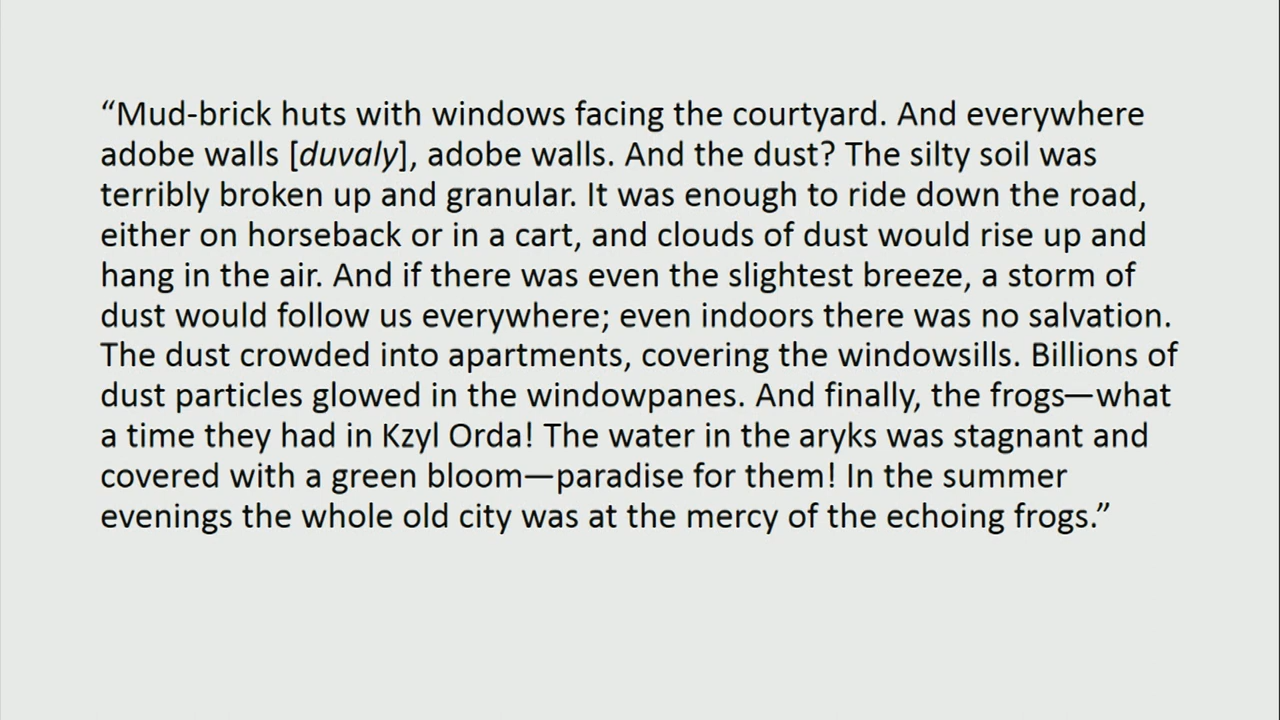 “Mud-brick huts with windows facing the courtyard. And everywhere
adobe walls [duvaly], adobe walls. And the dust? The silty soil was
terribly broken up and granular. It was enough to ride down the road,
either on horseback or in a cart, and clouds of dust would rise up and
hang in the air. And if there was even the slightest breeze, a storm of
dust would follow us everywhere; even indoors there was no salvation.
The dust crowded into apartments, covering the windowsills. Billions of
dust particles glowed in the windowpanes. And finally, the frogs—what
a time they had in Kzyl Orda! The water in the aryks was stagnant and
covered with a green bloom—paradise for them! In the summer
evenings the whole old city was at the mercy of the echoing frogs.”